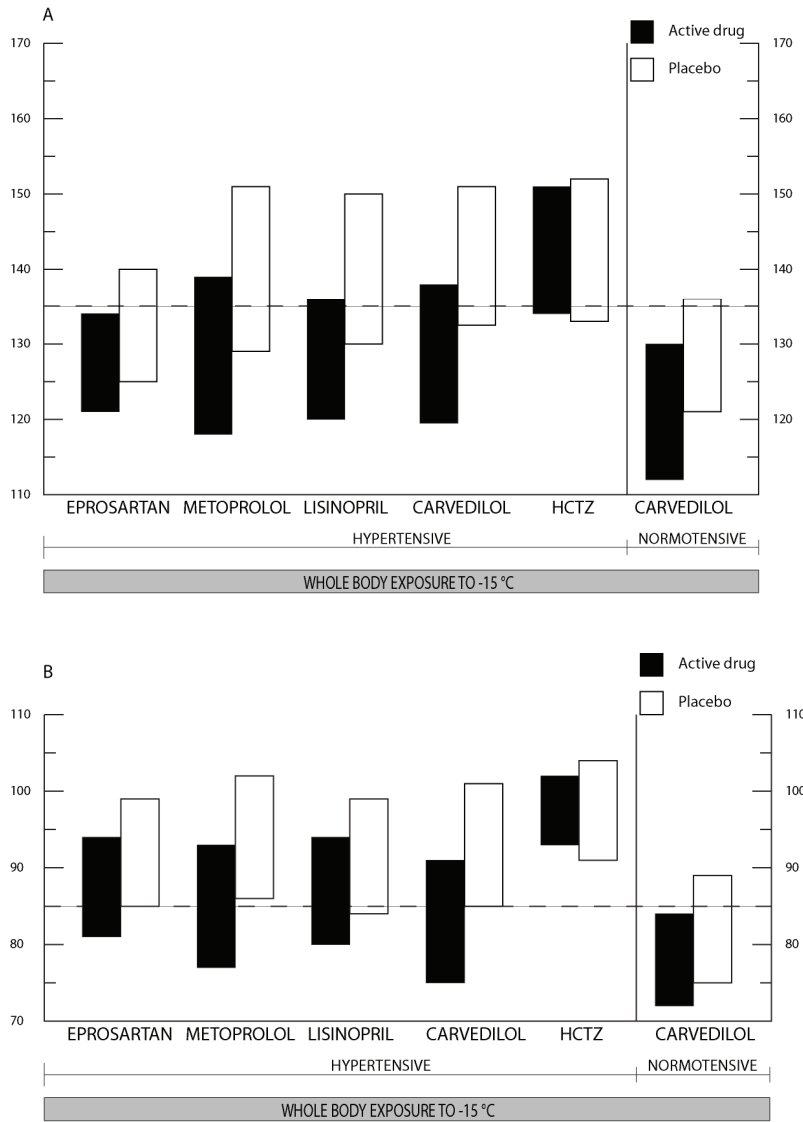 A
Active drug
Placebo
170 170
160 160
150 150
140 140
130 130
120 120
110
EPROSARTAN METOPROLOL LISINOPRIL CARVEDILOL HCTZ CARVEDILOL
HYPERTENSIVE NORMOTENSIVE
WHOLE BODY EXPOSURE TO -15 °C
B
Active drug
Placebo
110 110
100 100
90 90
80 80
70
EPROSARTAN METOPROLOL LISINOPRIL CARVEDILOL HCTZ CARVEDILOL
HYPERTENSIVE NORMOTENSIVE
WHOLE BODY EXPOSURE TO -15 °C